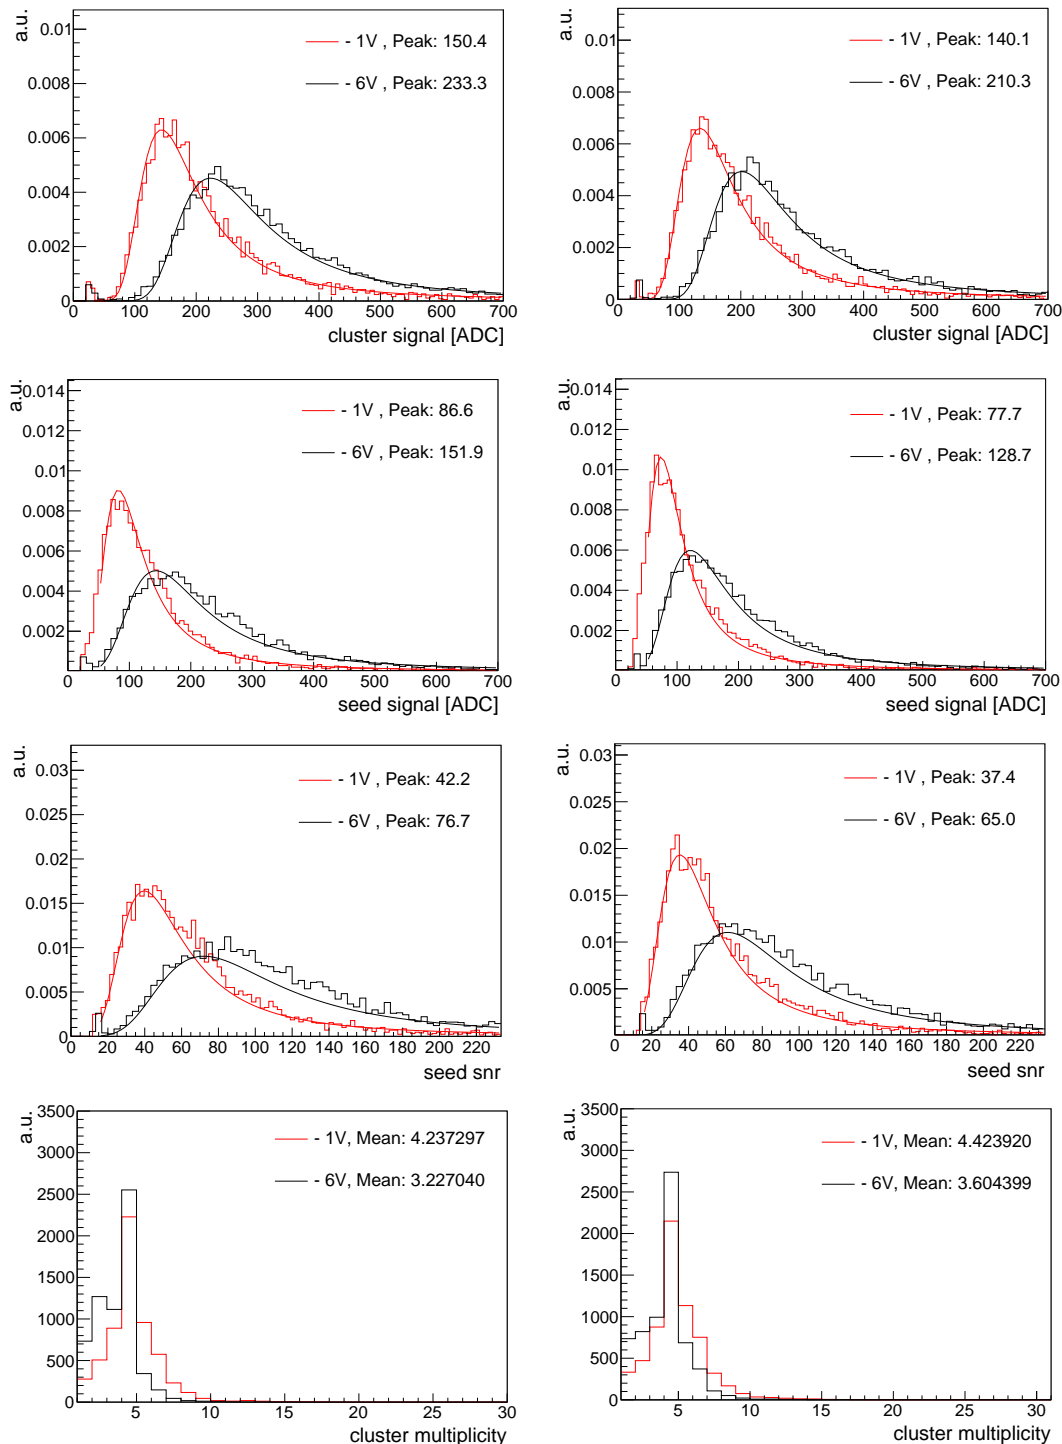 a.u.
0.01
0.008
0.006
0.004
0.002
0
- 1V , Peak: 150.4
- 6V , Peak: 233.3
0 100 200 300 400 500 600 700
cluster signal [ADC]
a.u.
0.01
0.008
0.006
0.004
0.002
0
- 1V , Peak: 140.1
- 6V , Peak: 210.3
0 100 200 300 400 500 600 700
cluster signal [ADC]
a.u.
0.014
0.012
0.01
0.008
0.006
0.004
0.002
- 1V , Peak: 86.6
- 6V , Peak: 151.9
0 100 200 300 400 500 600 700
seed signal [ADC]
a.u.
0.014
0.012
0.01
0.008
0.006
0.004
0.002
- 1V , Peak: 77.7
- 6V , Peak: 128.7
0 100 200 300 400 500 600 700
seed signal [ADC]
a.u.
0.03
0.025
0.02
0.015
0.01
0.005
0
- 1V , Peak: 42.2
- 6V , Peak: 76.7
0 20 40 60 80 100 120 140 160 180 200 220
seed snr
a.u.
0.03
0.025
0.02
0.015
0.01
0.005
- 1V , Peak: 37.4
- 6V , Peak: 65.0
0 20 40 60 80 100 120 140 160 180 200 220
seed snr
a.u.
3500
3000
2500
2000
1500
1000
500
0
- 1V, Mean: 4.237297
- 6V, Mean: 3.227040
5 10 15 20 25 30
cluster multiplicity
a.u.
3500
3000
2500
2000
1500
1000
500
0
- 1V, Mean: 4.423920
- 6V, Mean: 3.604399
5 10 15 20 25 30
cluster multiplicity